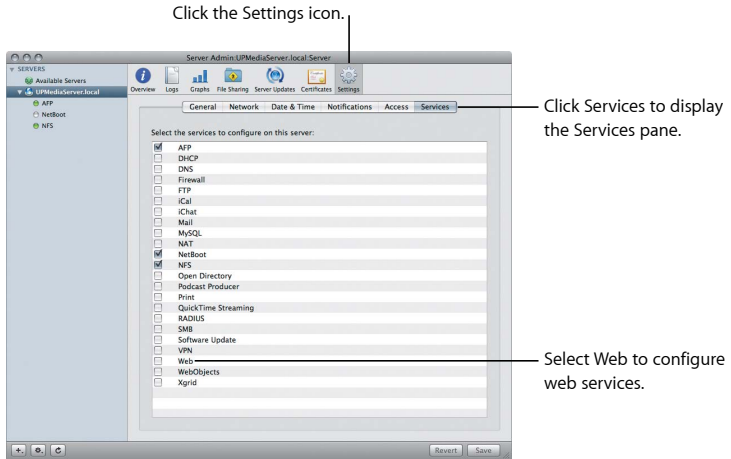 Click the Settings icon.
Server Admin:UPMediaServer.local:Server
SERVERS
Available Servers
UPMediaServer.local
AFP
NetBoot
NFS
Overview Logs Graphs File Sharing Server Updates Certificates Settings
General Network Date & Time Notifications Access Services
Click Services to display
the Services pane.
Select the services to configure on this server:
AFP
DHCP
DNS
Firewall
FTP
iCal
iChat
Mail
MySQL
NAT
NetBoot
NFS
Open Directory
Podcast Producer
Print
QuickTime Streaming
RADIUS
SMB
Software Update
VPN
Web
WebObjects
Xgrid
Select Web to configure
web services.
Revert Save